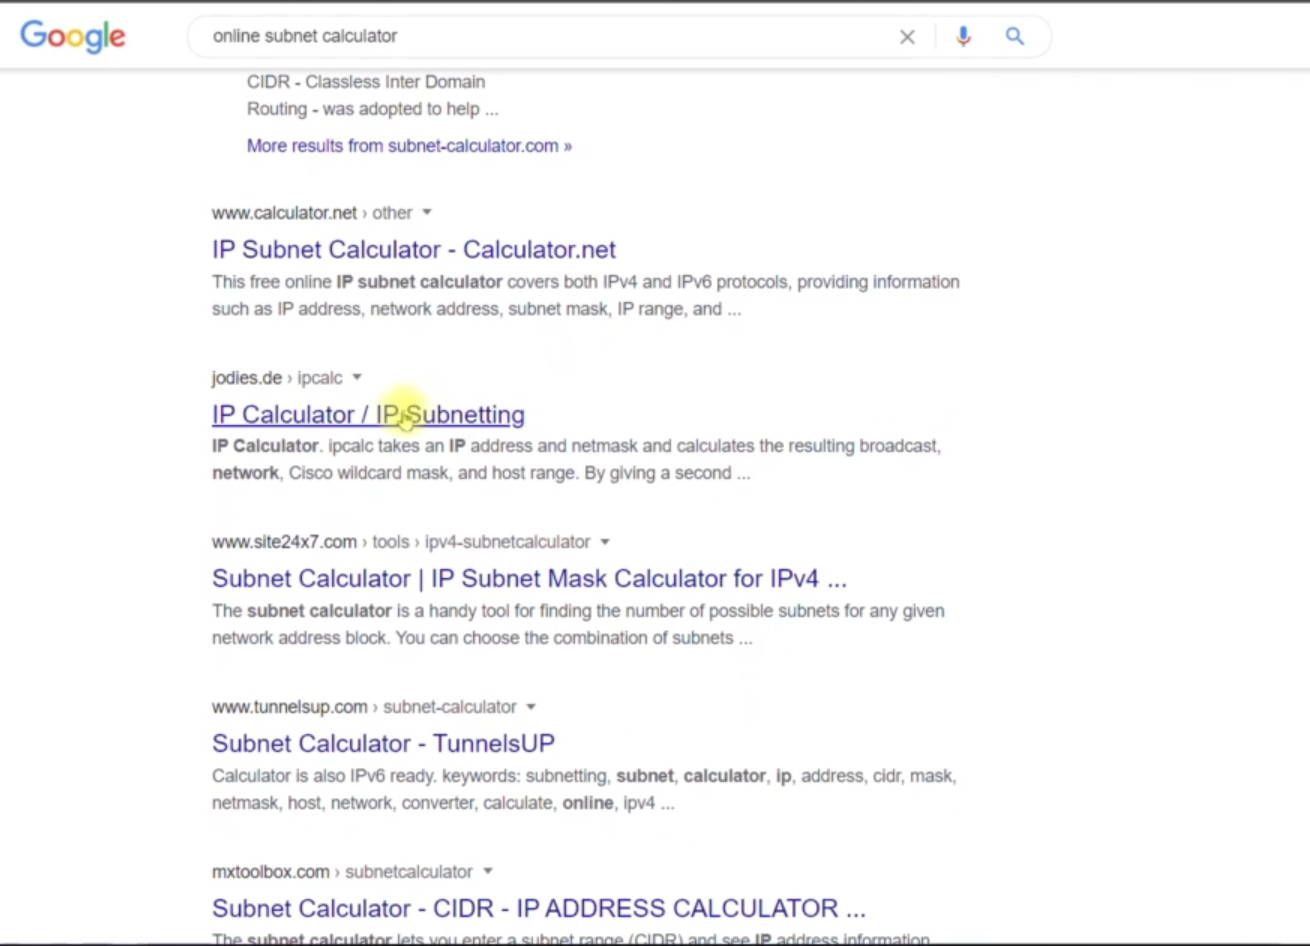 Google
online subnet calculator
CIDR - Classless Inter Domain
Routing - was adopted to help ...
More results from subnet-calculator.com »
www.calculator.net › other
IP Subnet Calculator - Calculator.net
This free online IP subnet calculator covers both IPv4 and IPv6 protocols, providing information
such as IP address, network address, subnet mask, IP range, and ...
jodies.de › ipcalc
IP Calculator / IP Subnetting
IP Calculator. ipcalc takes an IP address and netmask and calculates the resulting broadcast,
network, Cisco wildcard mask, and host range. By giving a second ...
www.site24x7.com › tools › ipv4-subnetcalculator
Subnet Calculator | IP Subnet Mask Calculator for IPv4 ...
The subnet calculator is a handy tool for finding the number of possible subnets for any given
network address block. You can choose the combination of subnets ...
www.tunnelsup.com › subnet-calculator
Subnet Calculator - TunnelsUP
Calculator is also IPv6 ready. keywords: subnetting, subnet, calculator, ip, address, cidr, mask,
netmask, host, network, converter, calculate, online, ipv4 ...
mxtoolbox.com › subnetcalculator
Subnet Calculator - CIDR - IP ADDRESS CALCULATOR ...
The subnet calculator lets you enter a subnet range (CIDR) and see IP address information